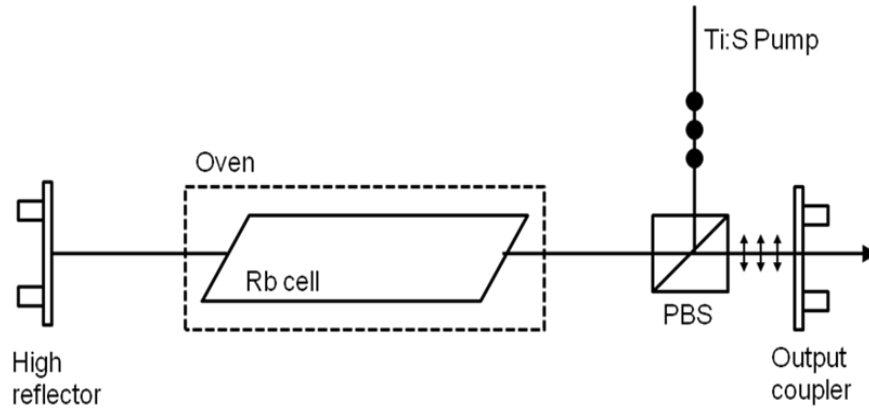 Ti:S Pump
Oven
Rb cell
PBS
High
reflector
Output
coupler